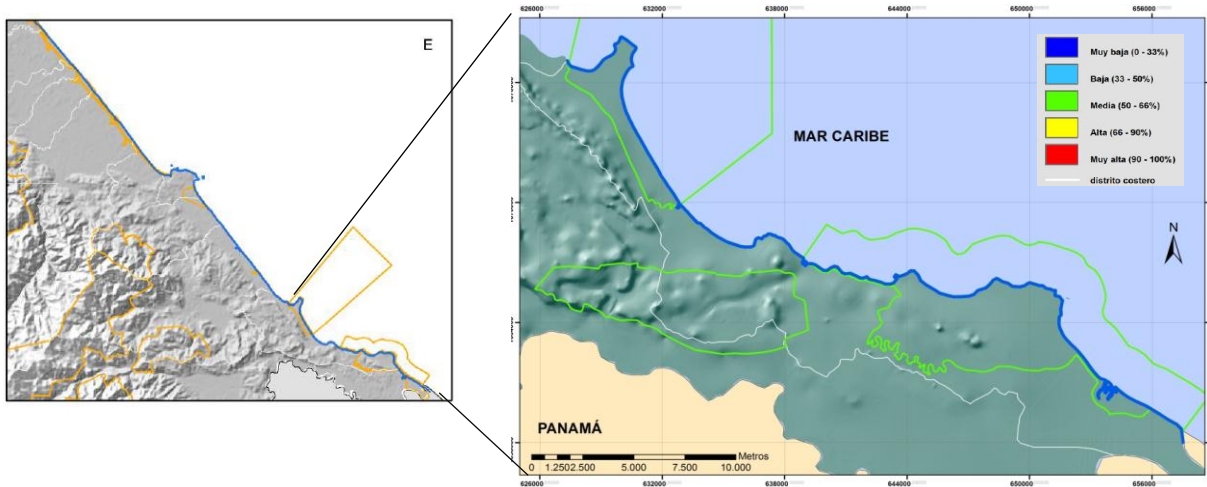 E
626000 632000 638000 644000 650000 656000
Muy baja (0 - 33%)
Baja (33 - 50%)
Media (50 - 66%)
Alta (66 - 90%)
Muy alta (90 - 100%)
distrito costero
MAR CARIBE
N
PANAMÁ
Metros
0 1.250 2.500 5.000 7.500 10.000
626000 632000 638000 644000 650000 656000